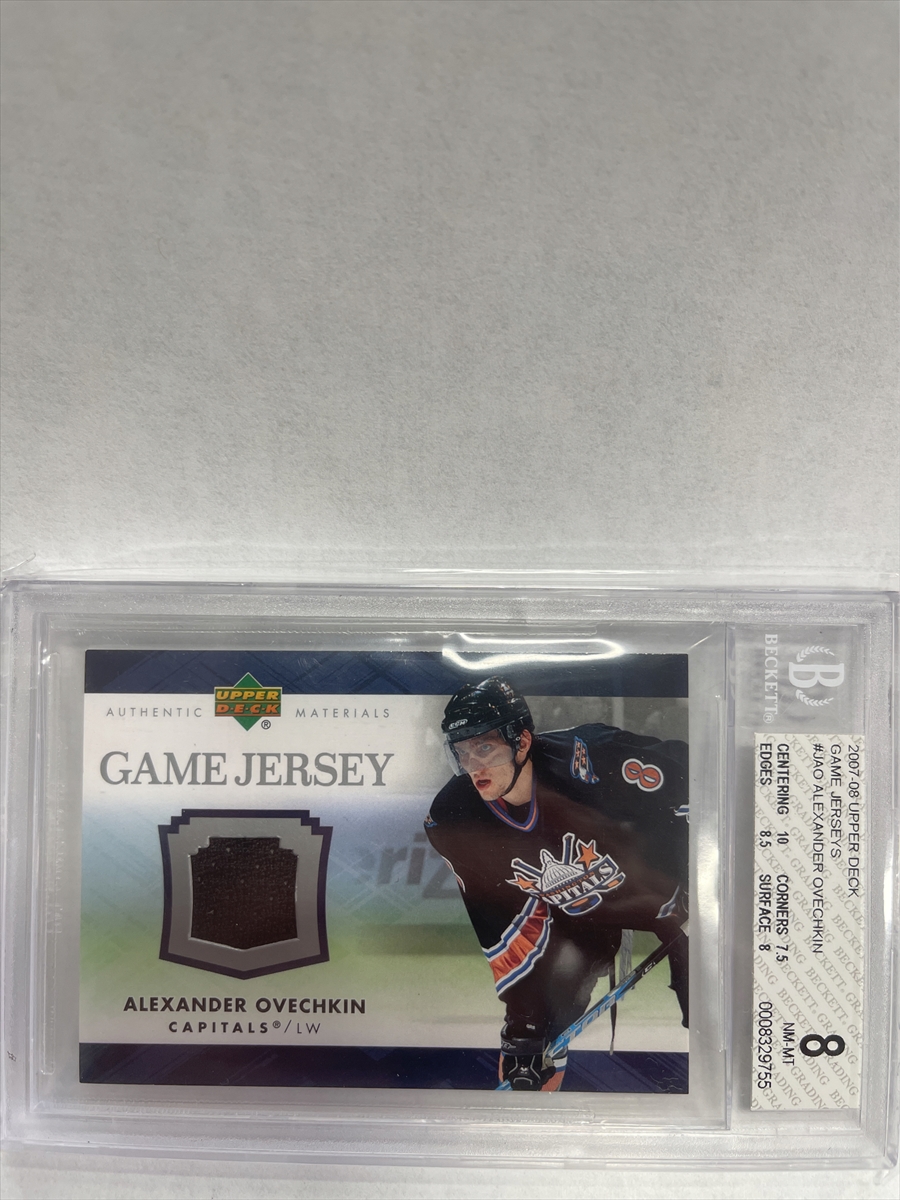 UPPER
DECK
®
AUTHENTIC MATERIALS
GAME JERSEY
8
CAPITALS
ALEXANDER OVECHKIN
CAPITALS®/LW
BECKETT®
B
2007-08 UPPER DECK
GAME JERSEYS
#JAO ALEXANDER OVECHKIN
CENTERING 10 CORNERS 7.5
EDGES 8.5 SURFACE 8
8
NM-MT
0008329755